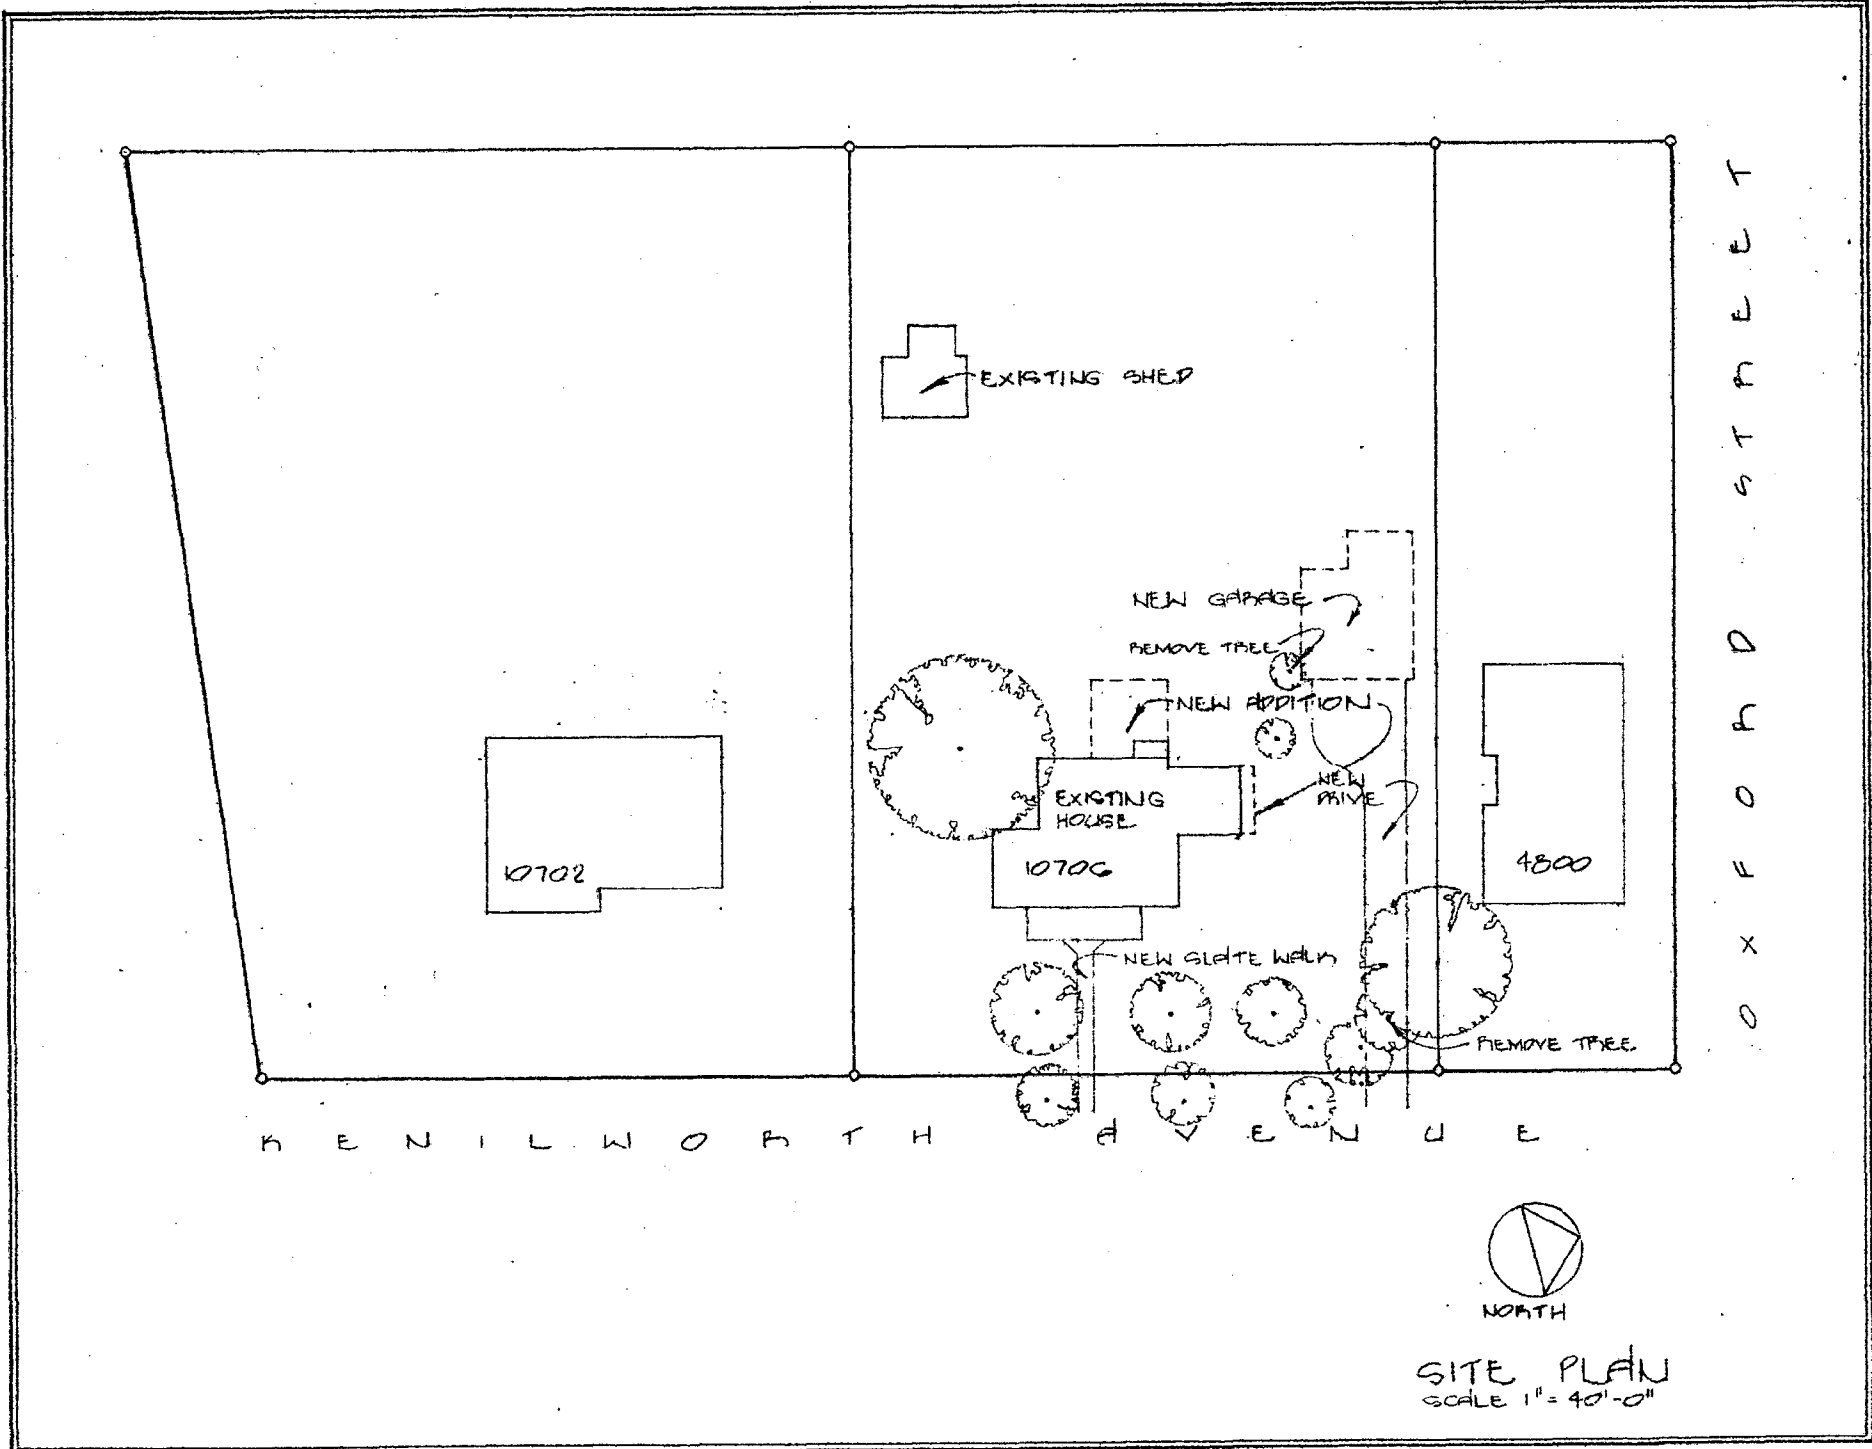 OXFORD STREET
EXISTING SHED
NEW GARAGE
REMOVE TREE
NEW ADDITION
NEW
DRIVE
EXISTING
HOUSE
10702
10706
4800
NEW SLATE WALK
REMOVE TREE
KENILWORTH AVENUE
NORTH
SITE PLAN
SCALE 1" = 40'-0"